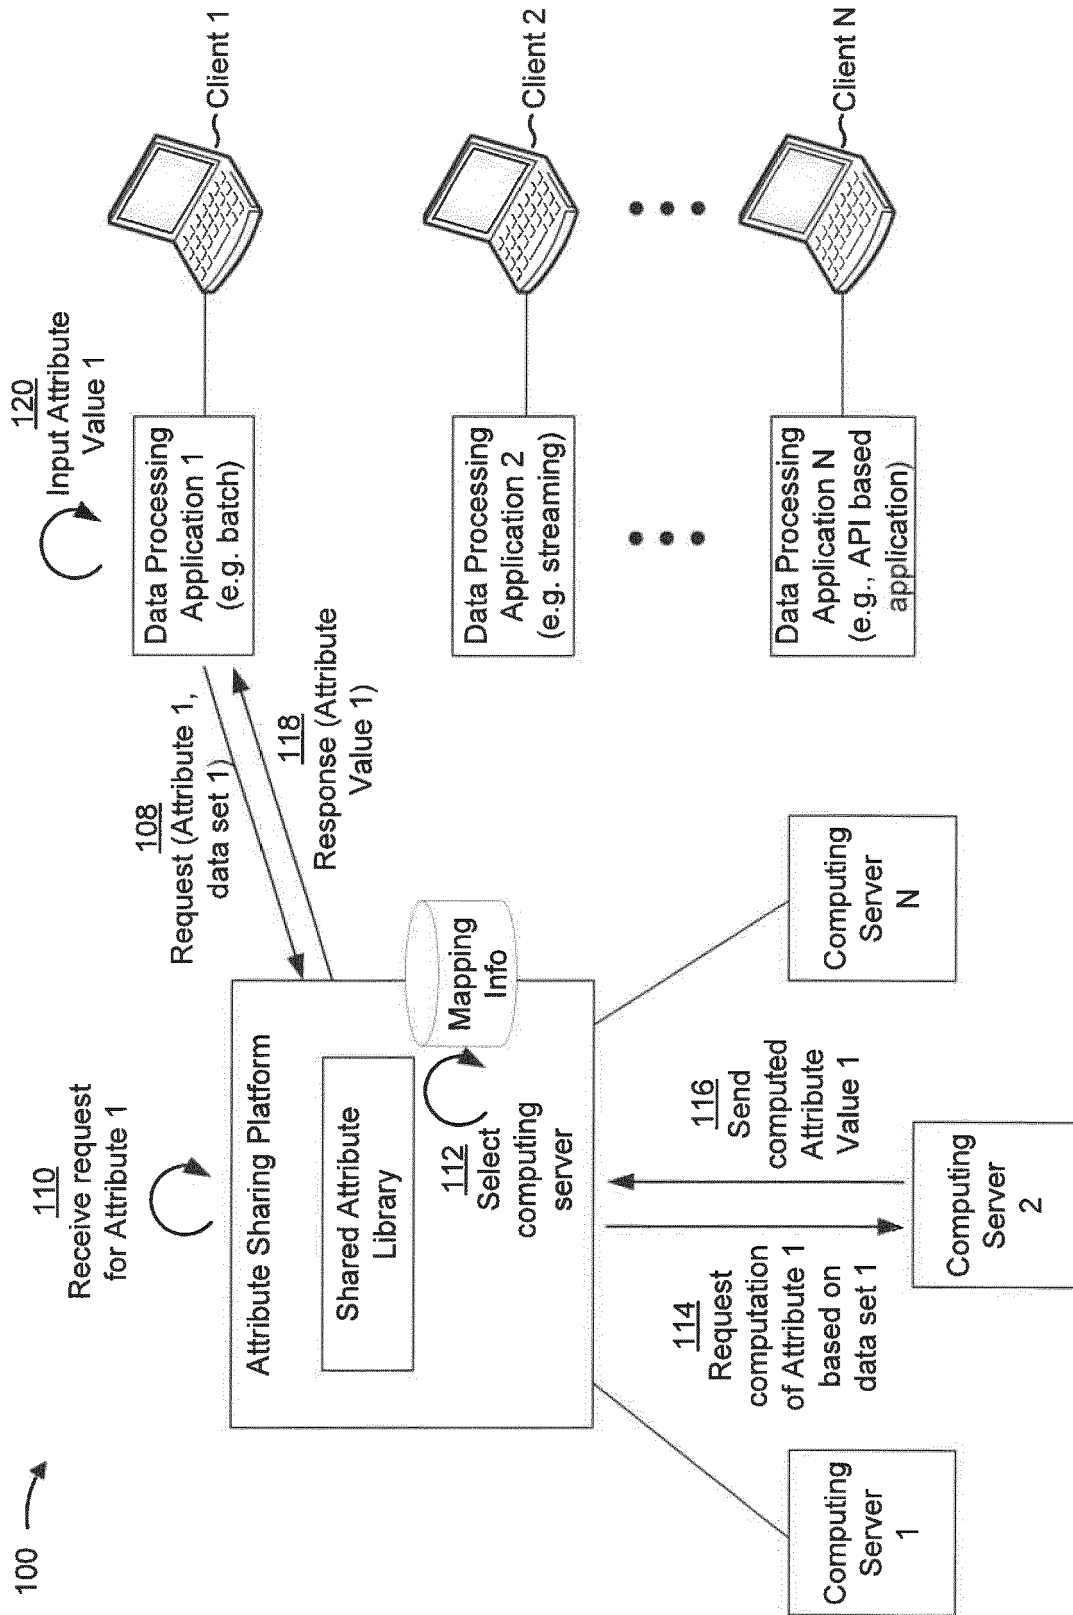 100
110
Receive request
for Attribute 1
Attribute Sharing Platform
Shared Attribute
Library
112
Select
computing
server
Mapping
Info
108
Request (Attribute 1,
data set 1)
118
Response (Attribute
Value 1)
120
Input Attribute
Value 1
Data Processing
Application 1
(e.g. batch)
Client 1
Data Processing
Application 2
(e.g. streaming)
Client 2
Data Processing
Application N
(e.g., API based
application)
Client N
114
Request
computation
of Attribute 1
based on
data set 1
116
Send
computed
Attribute
Value 1
Computing
Server
1
Computing
Server
2
Computing
Server
N